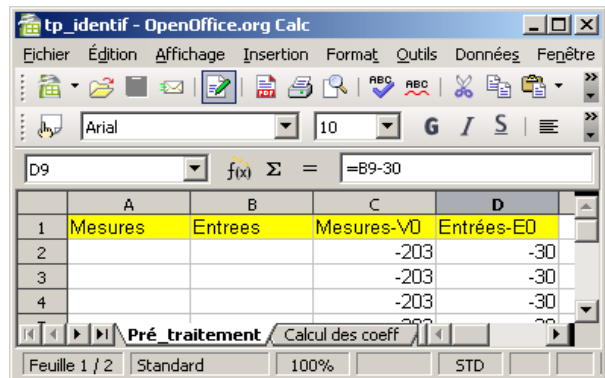 tp_identif - OpenOffice.org Calc
Fichier Édition Affichage Insertion Format Outils Données Fenêtre
ABC ABC
Arial 10 G I S
D9 f(x) Σ = =B9-30
A B C D
1 Mesures Entrees Mesures-V0 Entrées-E0
2 -203 -30
3 -203 -30
4 -203 -30
Pré_traitement Calcul des coeff
Feuille 1 / 2 Standard 100% STD